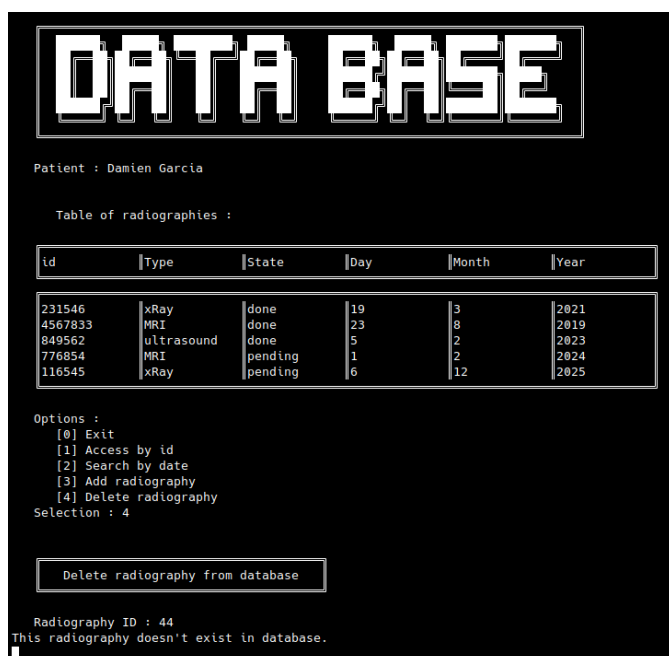 DATA BASE
Patient : Damien Garcia
Table of radiographies :
id Type State Day Month Year
231546 xRay done 19 3 2021
4567833 MRI done 23 8 2019
849562 ultrasound done 5 2 2023
776854 MRI pending 1 2 2024
116545 xRay pending 6 12 2025
Options :
[0] Exit
[1] Access by id
[2] Search by date
[3] Add radiography
[4] Delete radiography
Selection : 4
Delete radiography from database
Radiography ID : 44
This radiography doesn't exist in database.